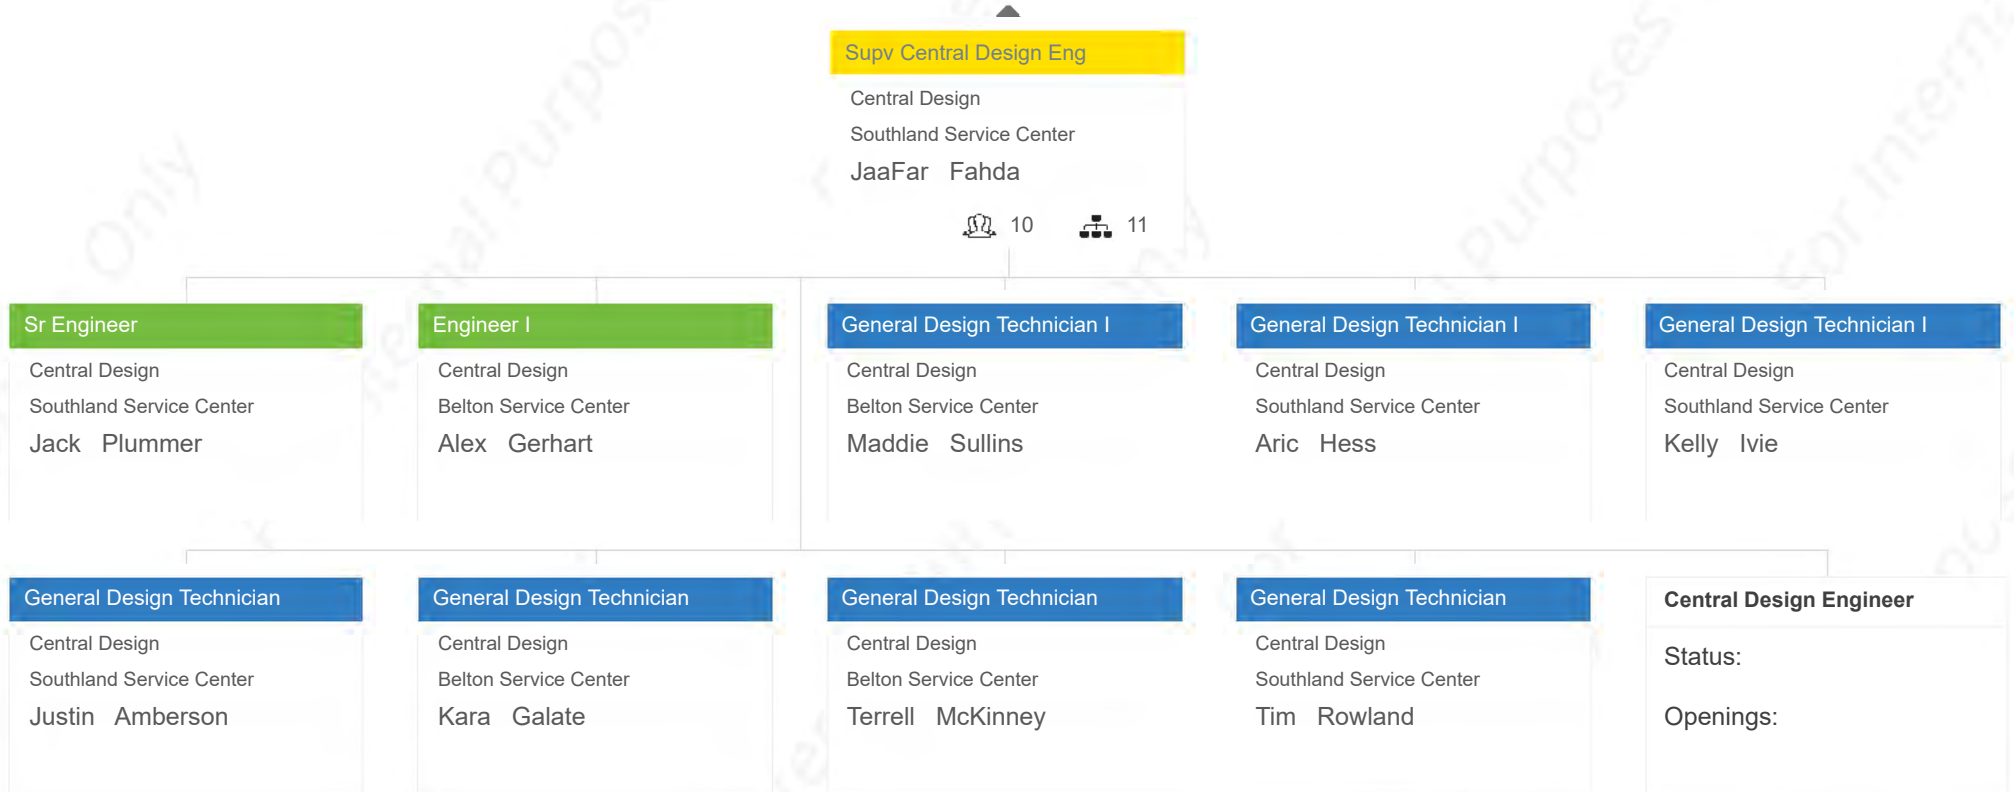 Supv Central Design Eng
Central Design
Southland Service Center
JaaFar Fahda
10 11
Sr Engineer
Central Design
Southland Service Center
Jack Plummer
Engineer I
Central Design
Belton Service Center
Alex Gerhart
General Design Technician I
Central Design
Belton Service Center
Maddie Sullins
General Design Technician I
Central Design
Southland Service Center
Aric Hess
General Design Technician I
Central Design
Southland Service Center
Kelly Ivie
General Design Technician
Central Design
Southland Service Center
Justin Amberson
General Design Technician
Central Design
Belton Service Center
Kara Galate
General Design Technician
Central Design
Belton Service Center
Terrell McKinney
General Design Technician
Central Design
Southland Service Center
Tim Rowland
Central Design Engineer
Status:
Openings: